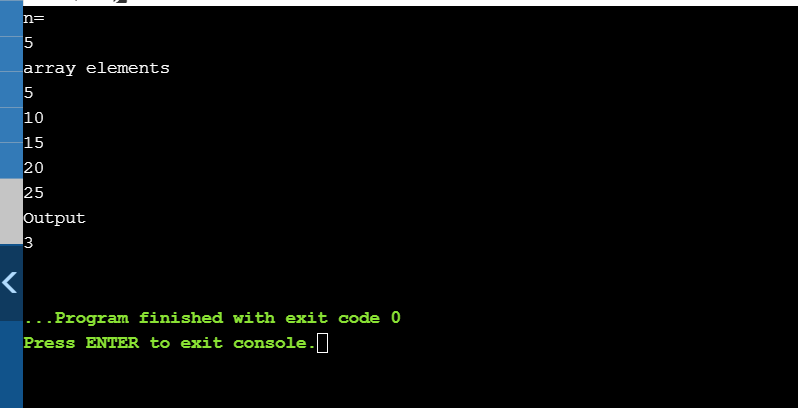 n=
5
array elements
5
10
15
20
25
Output
3
...Program finished with exit code 0
Press ENTER to exit console.